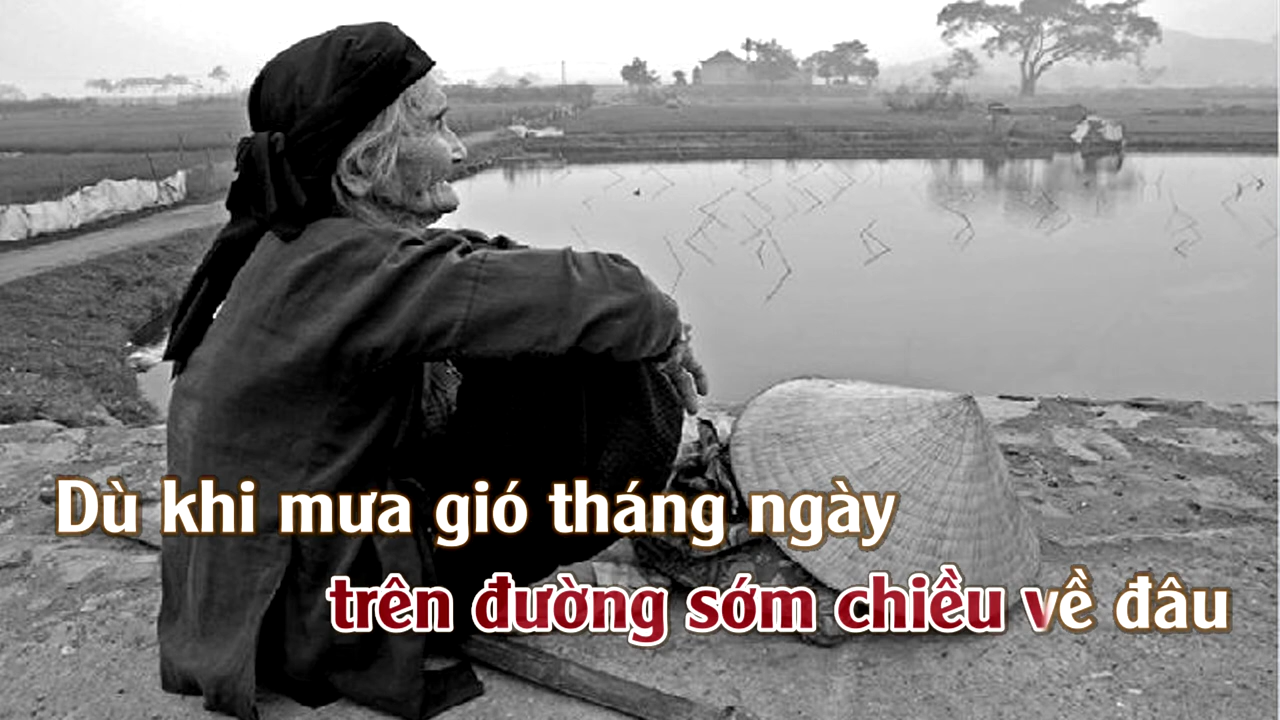 Dù khi mưa gió tháng ngày
trên đường sớm chiều về đâu